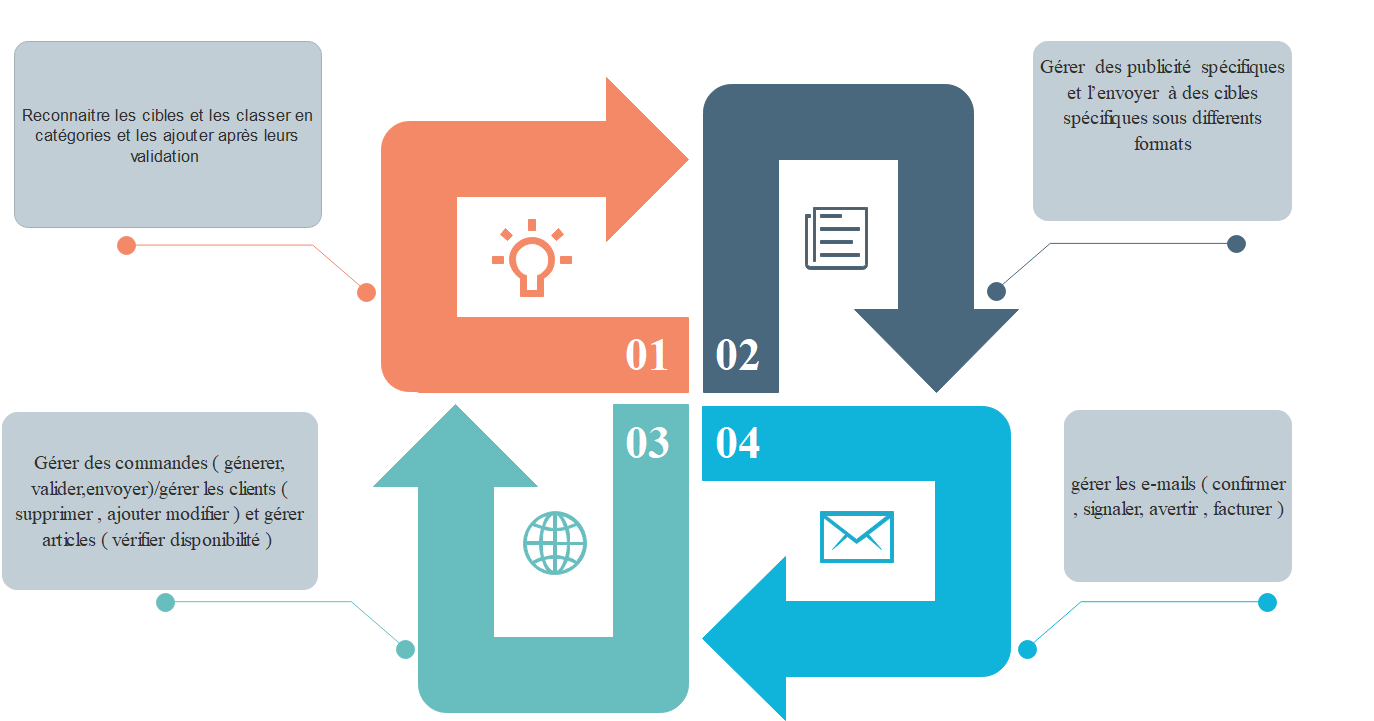 Reconnaitre les cibles et les classer en
catégories et les ajouter après leurs
validation
Gérer des publicité spécifiques
et l’envoyer à des cibles
spécifiques sous differents
formats
01
02
03
04
Gérer des commandes ( génerer,
valider,envoyer)/gérer les clients (
supprimer , ajouter modifier ) et gérer
articles ( vérifier disponibilité )
gérer les e-mails ( confirmer
, signaler, avertir , facturer )